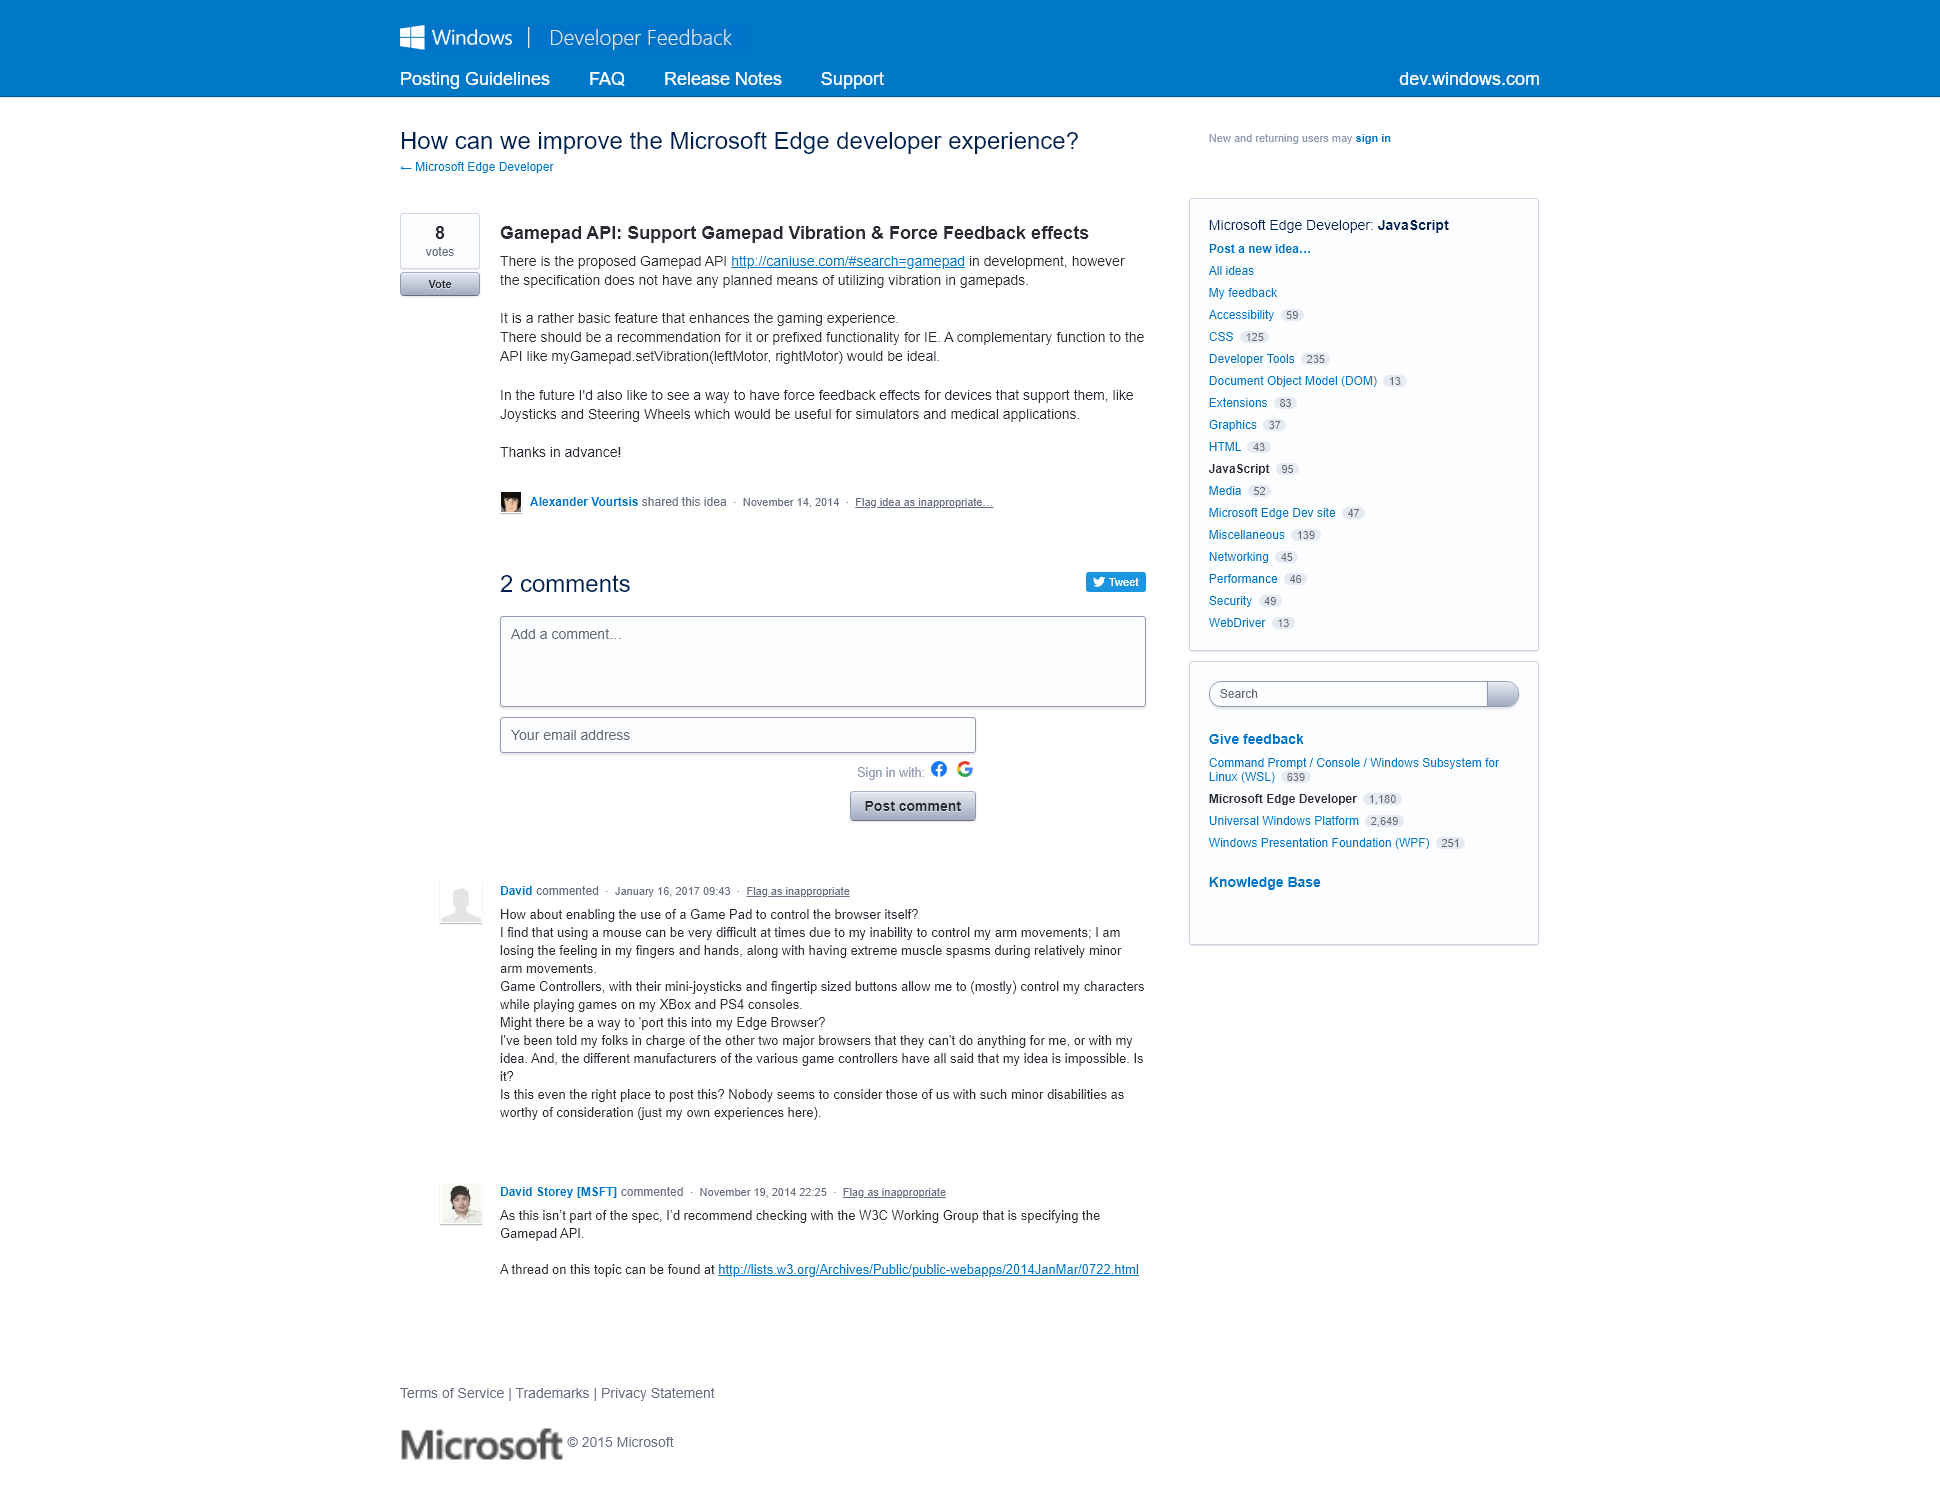 Windows | Developer Feedback
Posting Guidelines FAQ Release Notes Support dev.windows.com
How can we improve the Microsoft Edge developer experience?
← Microsoft Edge Developer
New and returning users may sign in
8
votes
Vote
Gamepad API: Support Gamepad Vibration & Force Feedback effects
There is the proposed Gamepad API http://caniuse.com/#search=gamepad in development, however
the specification does not have any planned means of utilizing vibration in gamepads.
It is a rather basic feature that enhances the gaming experience.
There should be a recommendation for it or prefixed functionality for IE. A complementary function to the
API like myGamepad.setVibration(leftMotor, rightMotor) would be ideal.
In the future I'd also like to see a way to have force feedback effects for devices that support them, like
Joysticks and Steering Wheels which would be useful for simulators and medical applications.
Thanks in advance!
Alexander Vourtsis shared this idea · November 14, 2014 · Flag idea as inappropriate…
2 comments
Tweet
Add a comment…
Your email address
Sign in with:
Post comment
David commented · January 16, 2017 09:43 · Flag as inappropriate
How about enabling the use of a Game Pad to control the browser itself?
I find that using a mouse can be very difficult at times due to my inability to control my arm movements; I am
losing the feeling in my fingers and hands, along with having extreme muscle spasms during relatively minor
arm movements.
Game Controllers, with their mini-joysticks and fingertip sized buttons allow me to (mostly) control my characters
while playing games on my XBox and PS4 consoles.
Might there be a way to 'port this into my Edge Browser?
I've been told my folks in charge of the other two major browsers that they can't do anything for me, or with my
idea. And, the different manufacturers of the various game controllers have all said that my idea is impossible. Is
it?
Is this even the right place to post this? Nobody seems to consider those of us with such minor disabilities as
worthy of consideration (just my own experiences here).
David Storey [MSFT] commented · November 19, 2014 22:25 · Flag as inappropriate
As this isn't part of the spec, I'd recommend checking with the W3C Working Group that is specifying the
Gamepad API.
A thread on this topic can be found at http://lists.w3.org/Archives/Public/public-webapps/2014JanMar/0722.html
Microsoft Edge Developer: JavaScript
Post a new idea…
All ideas
My feedback
Accessibility 59
CSS 125
Developer Tools 235
Document Object Model (DOM) 13
Extensions 83
Graphics 37
HTML 43
JavaScript 95
Media 52
Microsoft Edge Dev site 47
Miscellaneous 139
Networking 45
Performance 46
Security 49
WebDriver 13
Search
Give feedback
Command Prompt / Console / Windows Subsystem for
Linux (WSL) 639
Microsoft Edge Developer 1,180
Universal Windows Platform 2,649
Windows Presentation Foundation (WPF) 251
Knowledge Base
Terms of Service | Trademarks | Privacy Statement
Microsoft © 2015 Microsoft